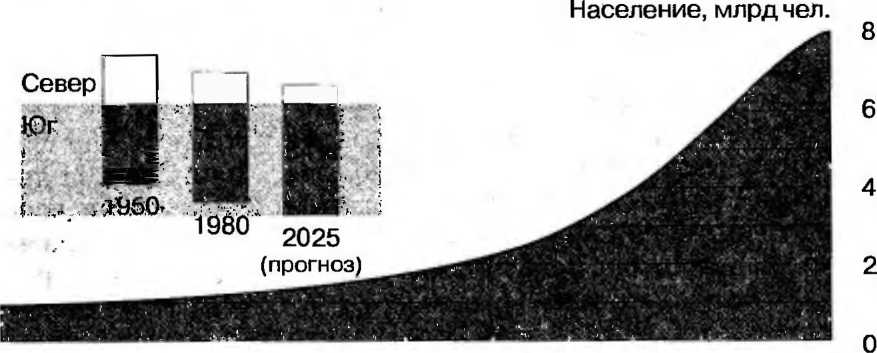 Население, млрд чел.
8
Север
Юг
6
1950
4
1980
2025
(прогноз)
2
0